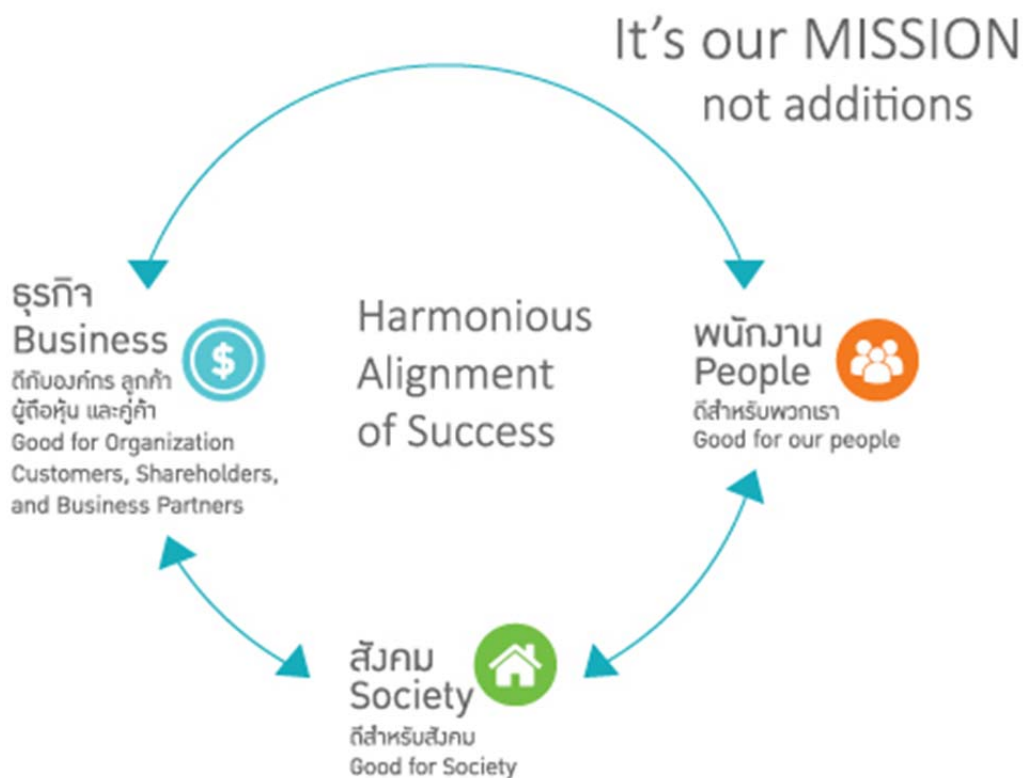 It's our MISSION
not additions
ธุรกิจ
Business
ดีกับองค์กร ลูกค้า
ผู้ถือหุ้น และคู่ค้า
Good for Organization
Customers, Shareholders,
and Business Partners
$
Harmonious
Alignment
of Success
พนักงาน
People
ดีสำหรับพวกเรา
Good for our people
สังคม
Society
ดีสำหรับสังคม
Good for Society